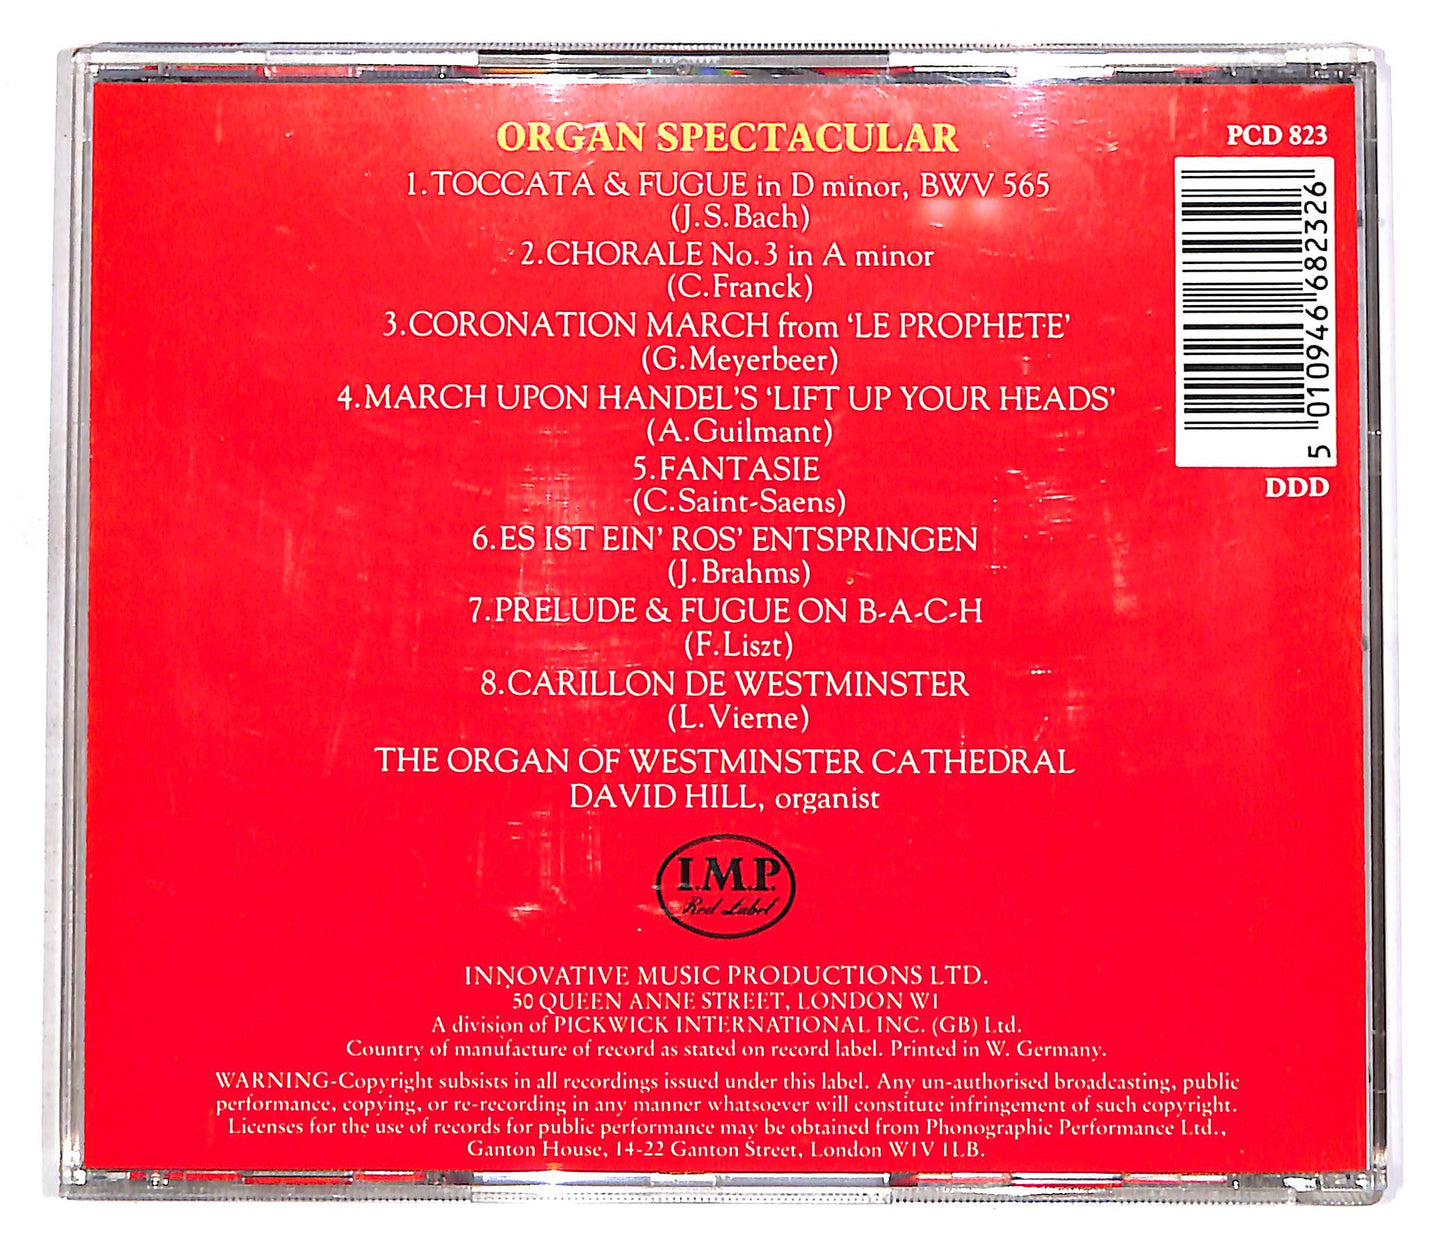 ORGAN SPECTACULAR
PCD 823
1.TOCCATA & FUGUE in D minor, BWV 565
(J.S.Bach)
2.CHORALE No.3 in A minor
(C.Franck)
3.CORONATION MARCH from ‘LE PROPHETE’
(G.Meyerbeer)
4.MARCH UPON HANDEL’S ‘LIFT UP YOUR HEADS’
(A.Guilmant)
5.FANTASIE
(C.Saint-Saens)
6.ES IST EIN’ ROS’ ENTSPRINGEN
(J.Brahms)
7.PRELUDE & FUGUE ON B-A-C-H
(F.Liszt)
8.CARILLON DE WESTMINSTER
(L.Vierne)
THE ORGAN OF WESTMINSTER CATHEDRAL
DAVID HILL, organist
5 010946 682326
DDD
I.M.P.
Red Label
INNOVATIVE MUSIC PRODUCTIONS LTD.
50 QUEEN ANNE STREET, LONDON W1
A division of PICKWICK INTERNATIONAL INC. (GB) Ltd.
Country of manufacture of record as stated on record label. Printed in W. Germany.
WARNING-Copyright subsists in all recordings issued under this label. Any un-authorised broadcasting, public
performance, copying, or re-recording in any manner whatsoever will constitute infringement of such copyright.
Licenses for the use of records for public performance may be obtained from Phonographic Performance Ltd.,
Ganton House, 14-22 Ganton Street, London W1V 1LB.